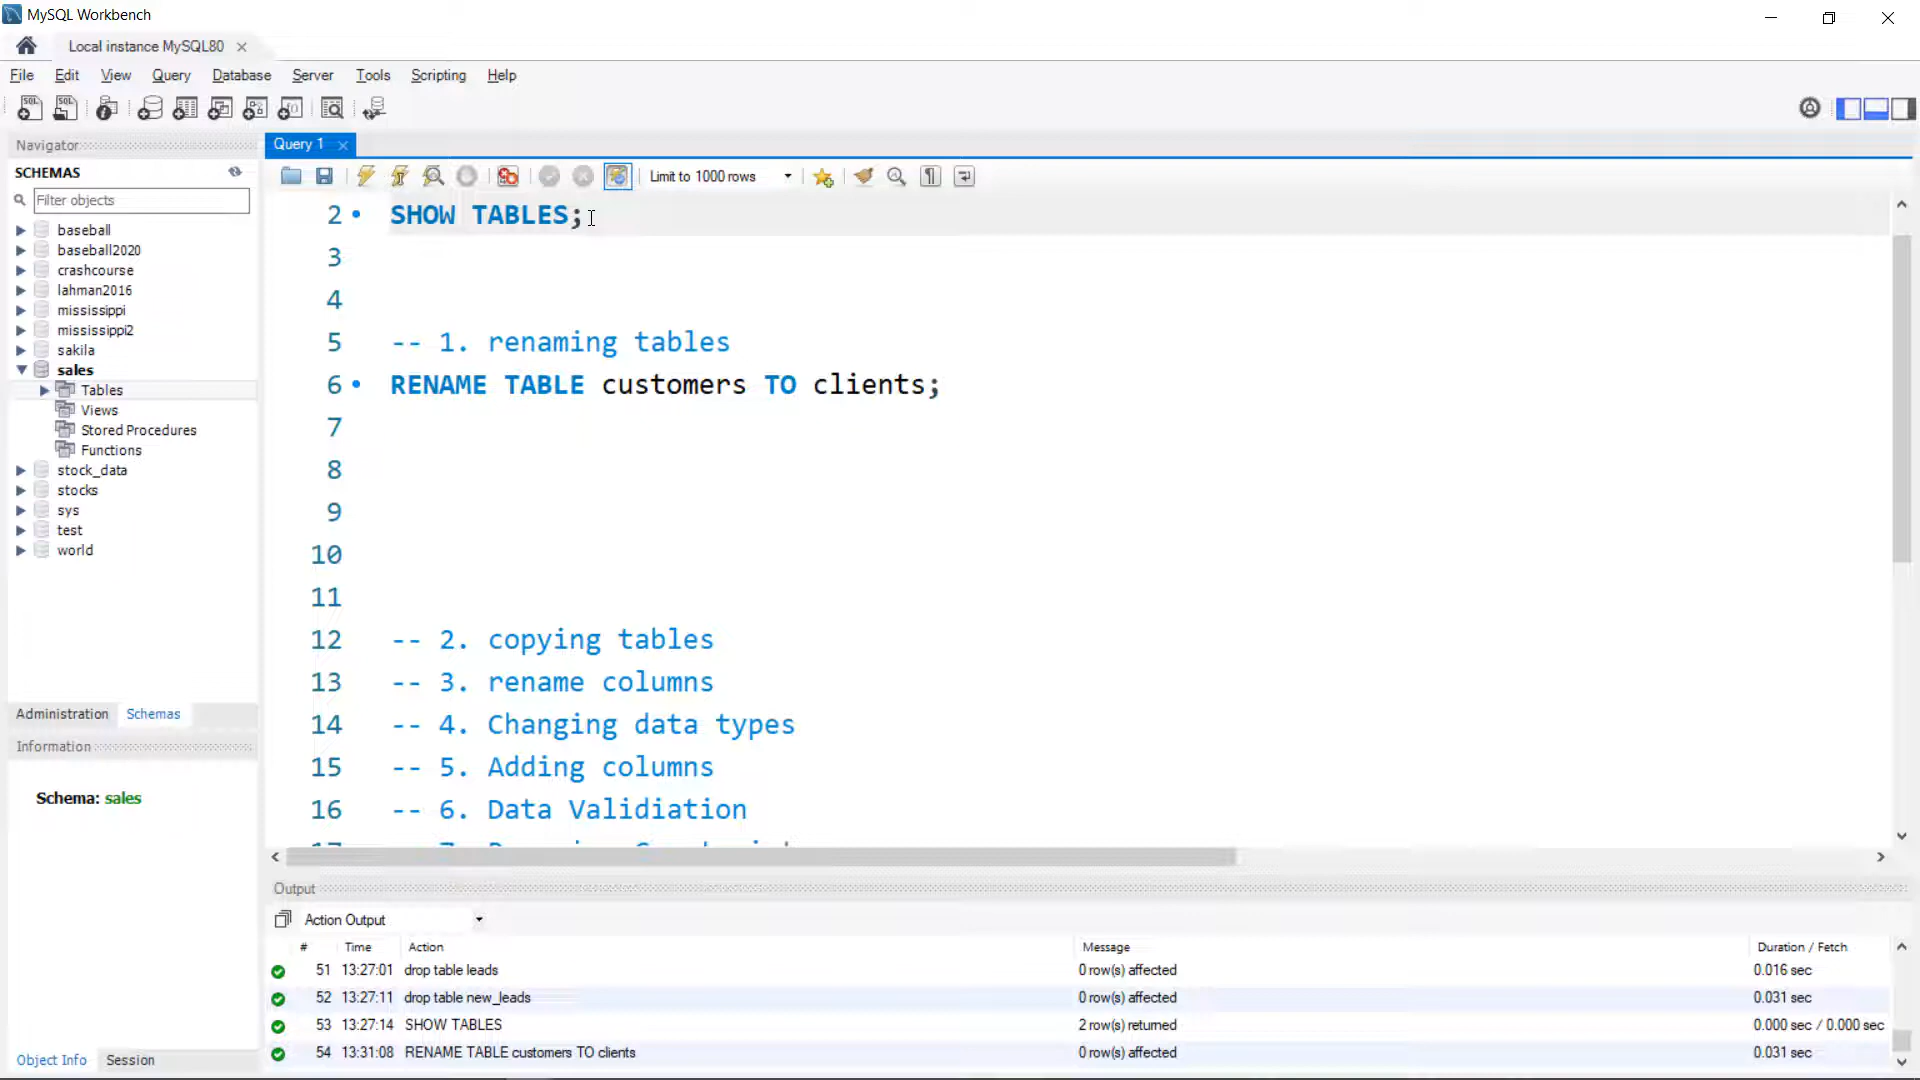 MySQL Workbench
Local instance MySQL80
File Edit View Query Database Server Tools Scripting Help
Navigator
SCHEMAS
Filter objects
baseball
baseball2020
crashcourse
lahman2016
mississippi
mississippi2
sakila
sales
Tables
Views
Stored Procedures
Functions
stock_data
stocks
sys
test
world
Administration Schemas
Information
Schema: sales
Object Info Session
Query 1
Limit to 1000 rows
2 SHOW TABLES;
3
4
5 -- 1. renaming tables
6 RENAME TABLE customers TO clients;
7
8
9
10
11
12 -- 2. copying tables
13 -- 3. rename columns
14 -- 4. Changing data types
15 -- 5. Adding columns
16 -- 6. Data Validiation
Output
Action Output
# Time Action Message Duration / Fetch
51 13:27:01 drop table leads 0 row(s) affected 0.016 sec
52 13:27:11 drop table new_leads 0 row(s) affected 0.031 sec
53 13:27:14 SHOW TABLES 2 row(s) returned 0.000 sec / 0.000 sec
54 13:31:08 RENAME TABLE customers TO clients 0 row(s) affected 0.031 sec